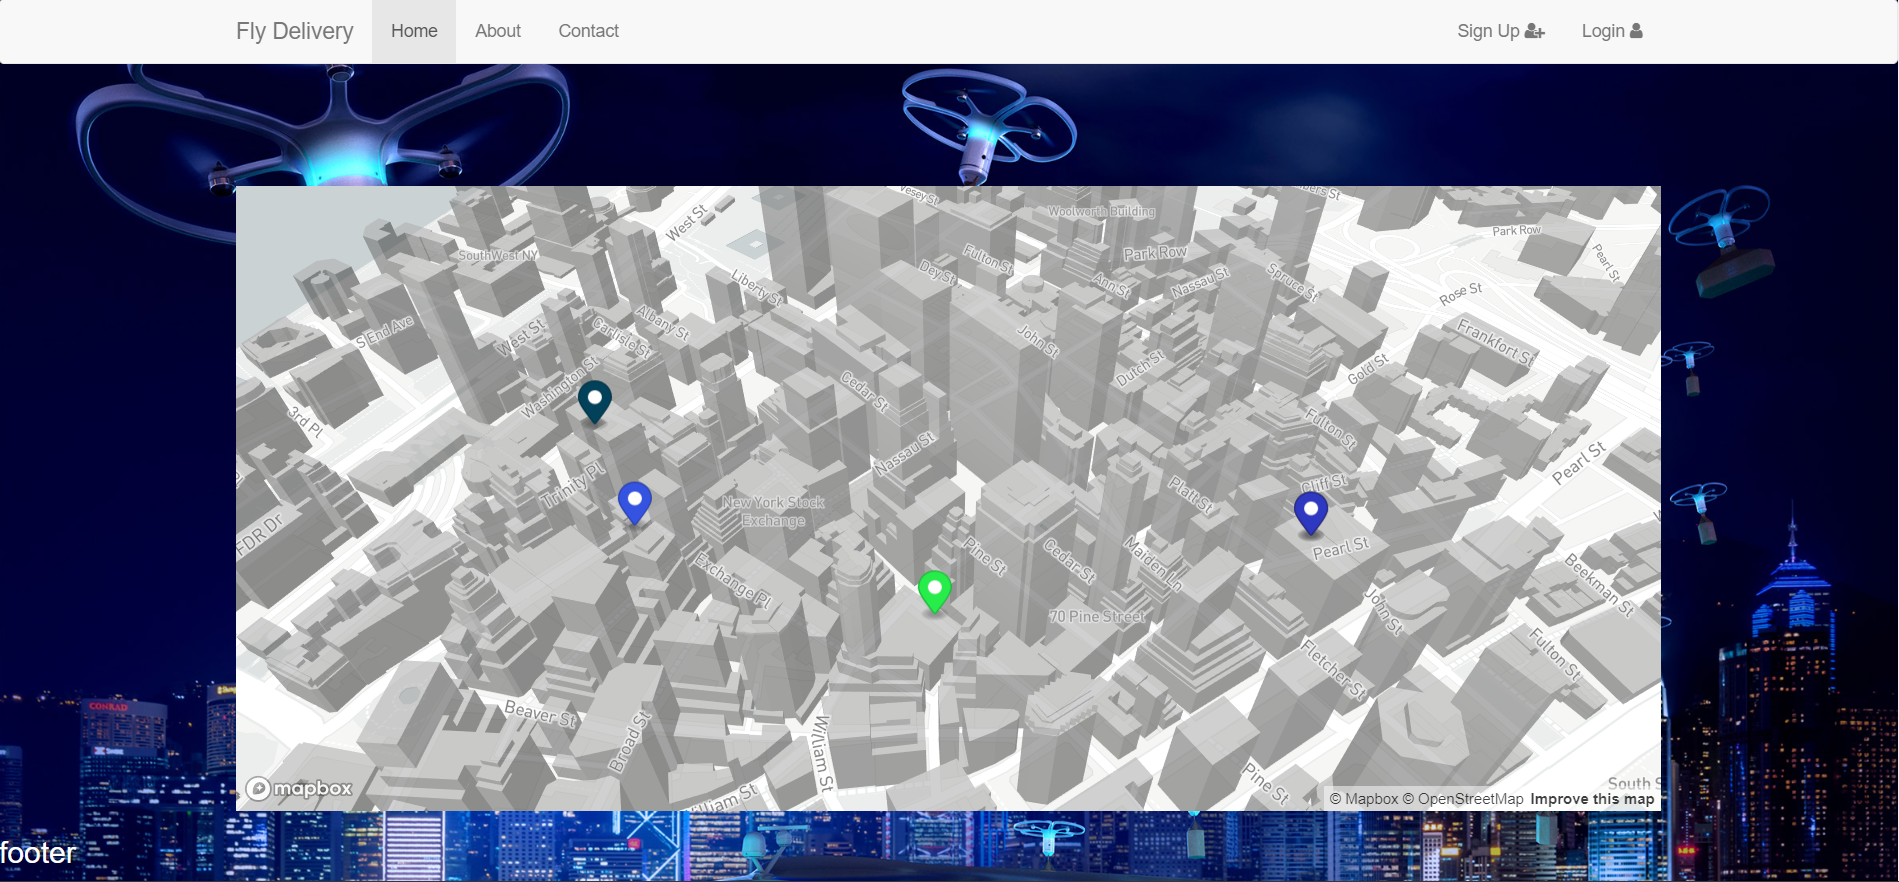 Fly Delivery
Home
About
Contact
Sign Up
Login
Vesey St
Woolworth Building
West St
SouthWest NY
Fulton St
Park Row
Park Row
Pearl St
Dey St
Liberty St
Ann St
Nassau St
Spruce St
Rose St
S End Ave
West St
Albany St
Carlisle St
John St
Frankfort St
Washington St
Cedar St
Dutch St
Gold St
3rd Pl
Fulton St
Nassau St
Pearl St
Trinity Pl
New York Stock
Exchange
Platt St
Cliff St
FDR Dr
Pine St
Cedar St
Maiden Ln
Pearl St
Exchange Pl
70 Pine Street
John St
Beekman St
Fletcher St
Fulton St
Beaver St
Broad St
William St
CONRAD
Pine St
South S
mapbox
William St
© Mapbox © OpenStreetMap Improve this map
footer